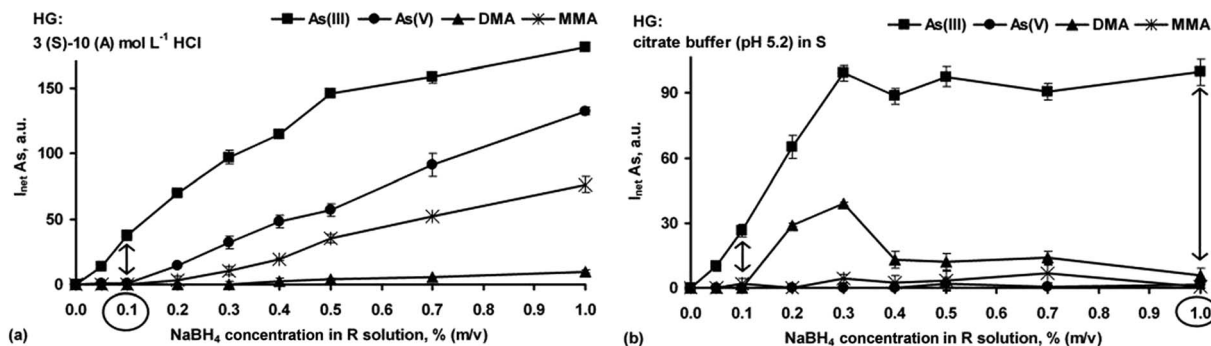 HG:
As(III) As(V) DMA MMA
3 (S)-10 (A) mol L⁻¹ HCl
150
100
50
0
I_net As, a.u.
0.0 0.1 0.2 0.3 0.4 0.5 0.6 0.7 0.8 0.9 1.0
NaBH₄ concentration in R solution, % (m/v)
(a)
HG:
As(III) As(V) DMA MMA
citrate buffer (pH 5.2) in S
90
60
30
0
I_net As, a.u.
0.0 0.1 0.2 0.3 0.4 0.5 0.6 0.7 0.8 0.9 1.0
NaBH₄ concentration in R solution, % (m/v)
(b)